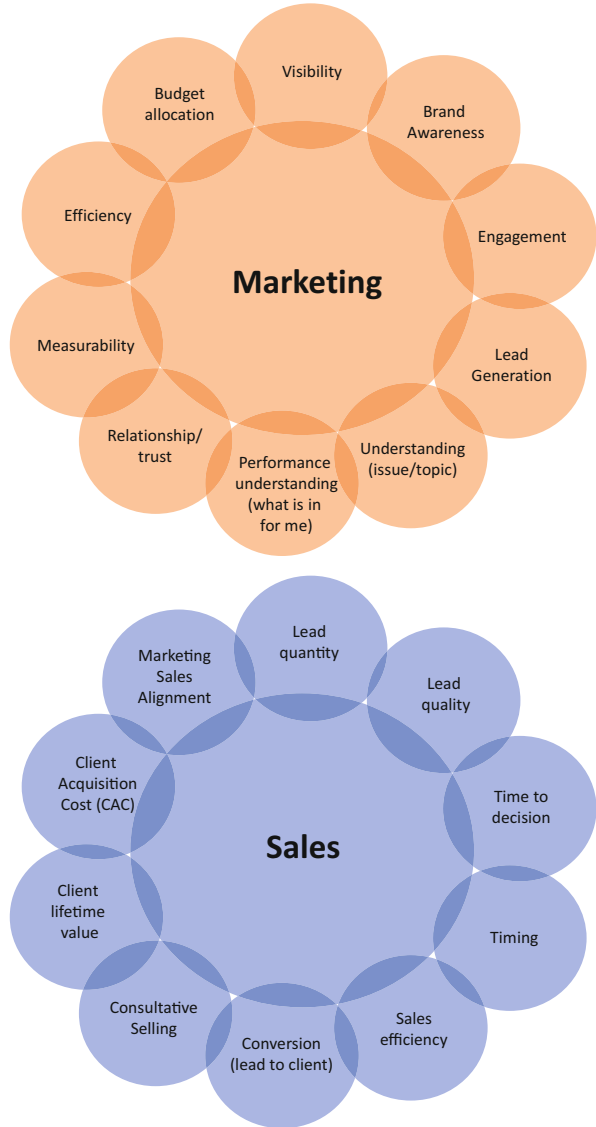 Visibility
Brand
Awareness
Engagement
Lead
Generation
Understanding
(issue/topic)
Performance
understanding
(what is in
for me)
Relationship/
trust
Measurability
Efficiency
Budget
allocation
Marketing
Lead
quantity
Lead
quality
Time to
decision
Timing
Sales
efficiency
Conversion
(lead to client)
Consultative
Selling
Client
lifetime
value
Client
Acquisition
Cost (CAC)
Marketing
Sales
Alignment
Sales